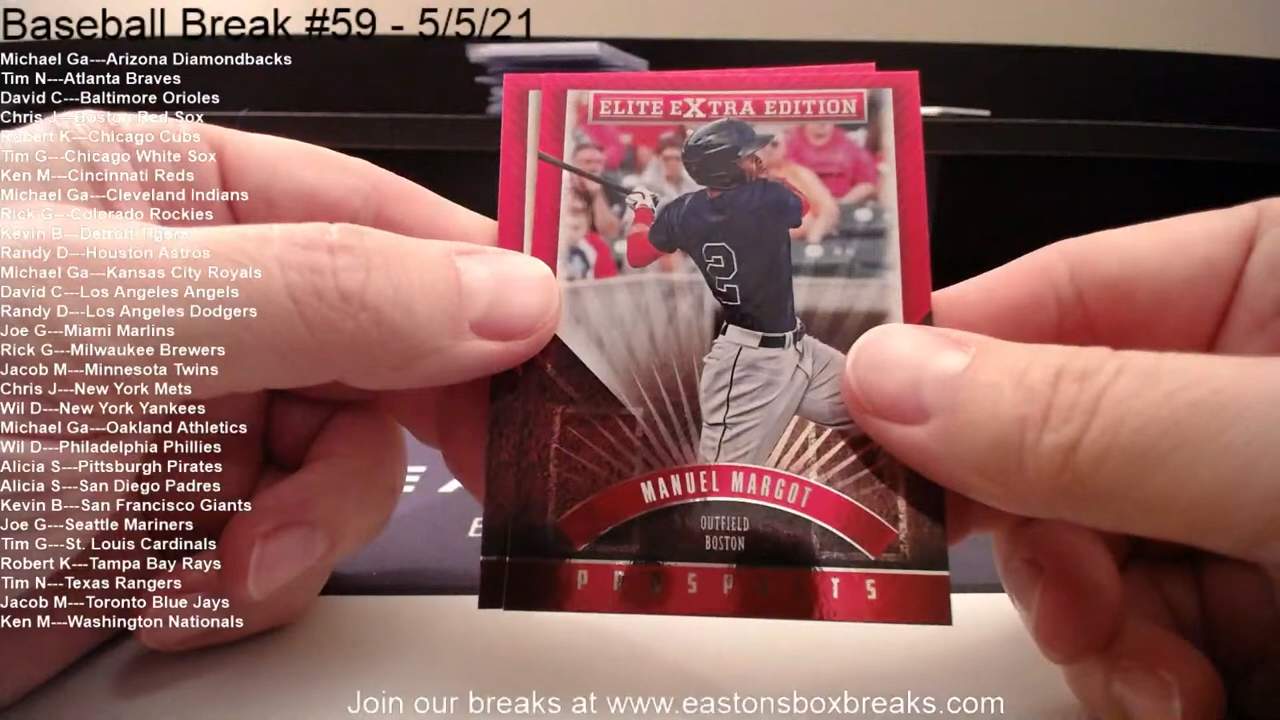 Baseball Break #59 - 5/5/21
Michael Ga---Arizona Diamondbacks
Tim N---Atlanta Braves
David C---Baltimore Orioles
Chris J---Boston Red Sox
Robert K---Chicago Cubs
Tim G---Chicago White Sox
Ken M---Cincinnati Reds
Michael Ga---Cleveland Indians
Rick G---Colorado Rockies
Kevin B---Detroit Tigers
Randy D---Houston Astros
Michael Ga---Kansas City Royals
David C---Los Angeles Angels
Randy D---Los Angeles Dodgers
Joe G---Miami Marlins
Rick G---Milwaukee Brewers
Jacob M---Minnesota Twins
Chris J---New York Mets
Wil D---New York Yankees
Michael Ga---Oakland Athletics
Wil D---Philadelphia Phillies
Alicia S---Pittsburgh Pirates
Alicia S---San Diego Padres
Kevin B---San Francisco Giants
Joe G---Seattle Mariners
Tim G---St. Louis Cardinals
Robert K---Tampa Bay Rays
Tim N---Texas Rangers
Jacob M---Toronto Blue Jays
Ken M---Washington Nationals
ELITE EXTRA EDITION
2
MANUEL MARGOT
OUTFIELD
BOSTON
PROSPECTS
Join our breaks at www.eastonsboxbreaks.com